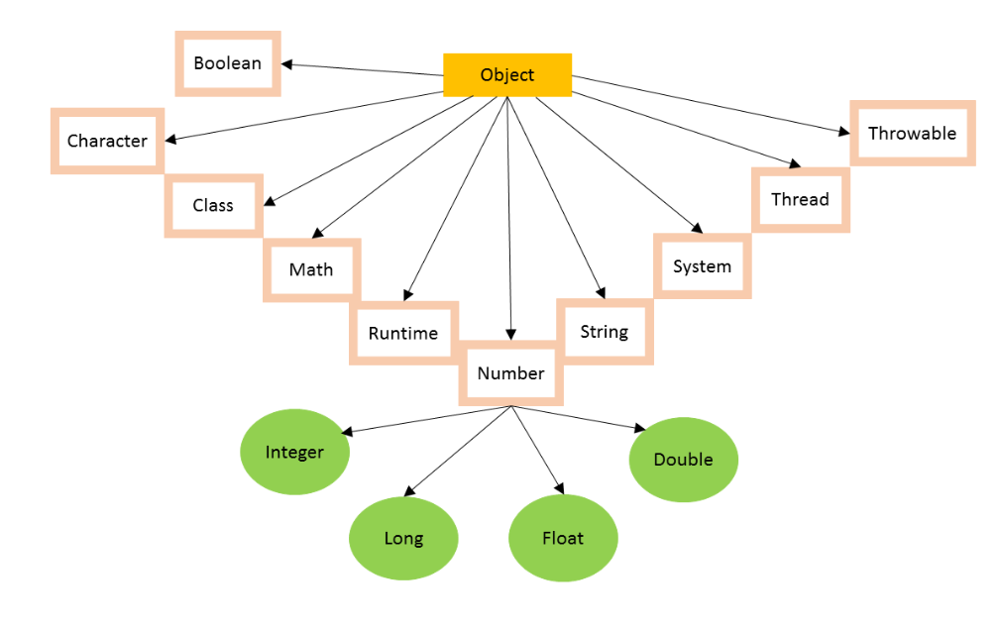 Boolean
Object
Character
Throwable
Class
Thread
Math
System
Runtime
String
Number
Integer
Double
Long
Float